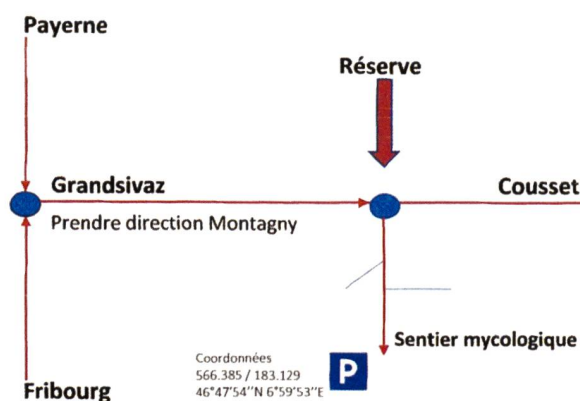 Payerne
Réserve
Grandsivaz
Cousset
Prendre direction Montagny
Sentier mycologique
Coordonnées
566.385 / 183.129
46°47'54''N 6°59'53''E
P
Fribourg